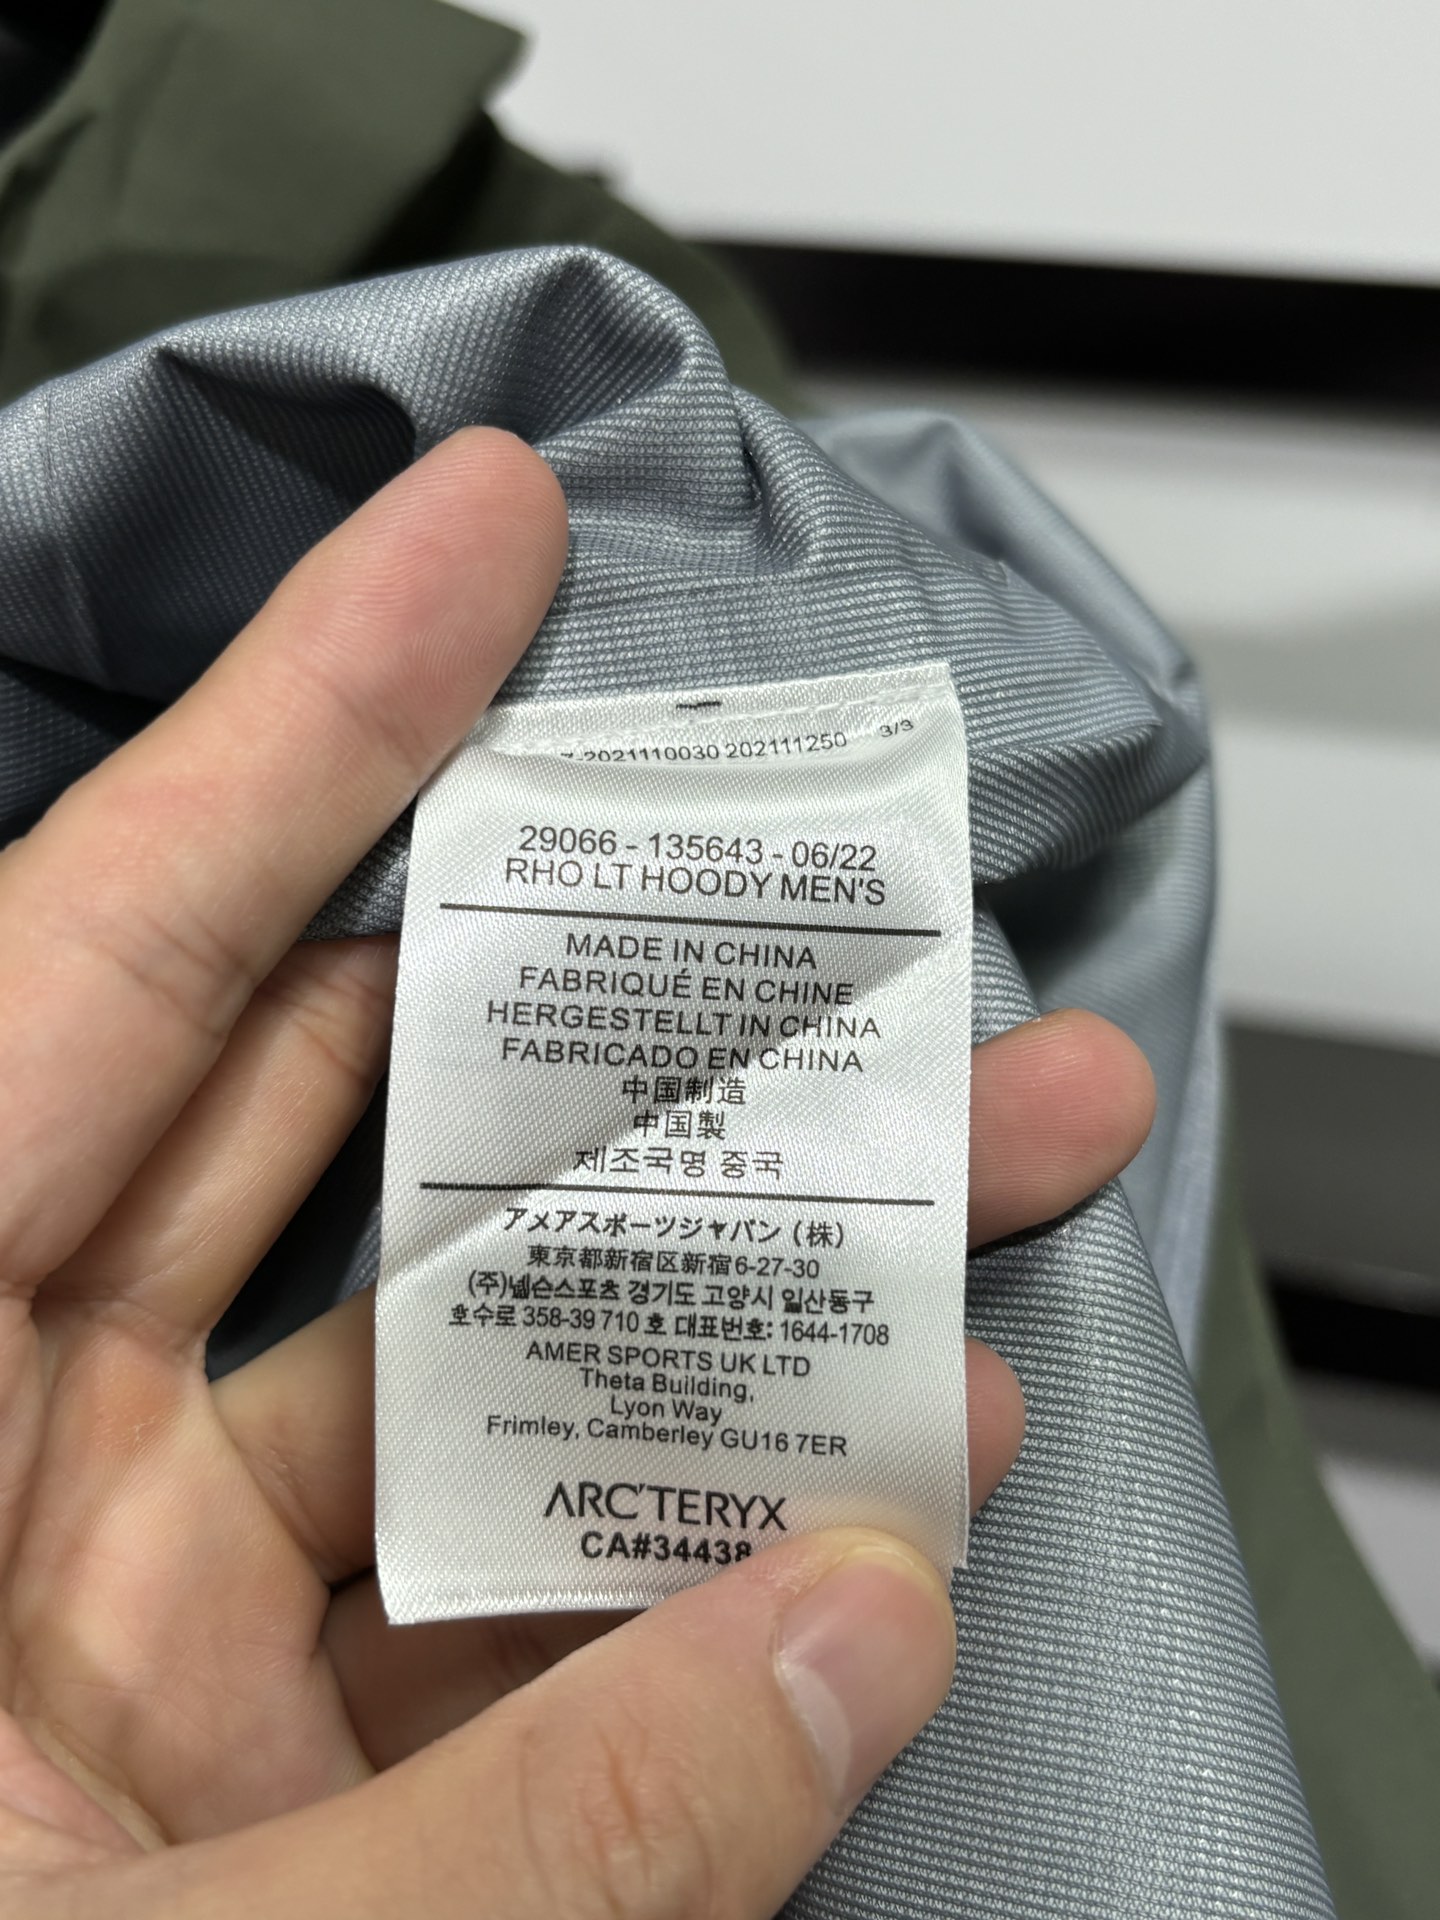 -2021110030 202111250 3/3
29066 - 135643 - 06/22
RHO LT HOODY MEN'S
MADE IN CHINA
FABRIQUÉ EN CHINE
HERGESTELLT IN CHINA
FABRICADO EN CHINA
中国制造
中国製
제조국명 중국
アメアスポーツジャパン（株）
東京都新宿区新宿6-27-30
(주)넬슨스포츠 경기도 고양시 일산동구
호수로 358-39 710 호 대표번호: 1644-1708
AMER SPORTS UK LTD
Theta Building,
Lyon Way
Frimley, Camberley GU16 7ER
ARC'TERYX
CA#34438